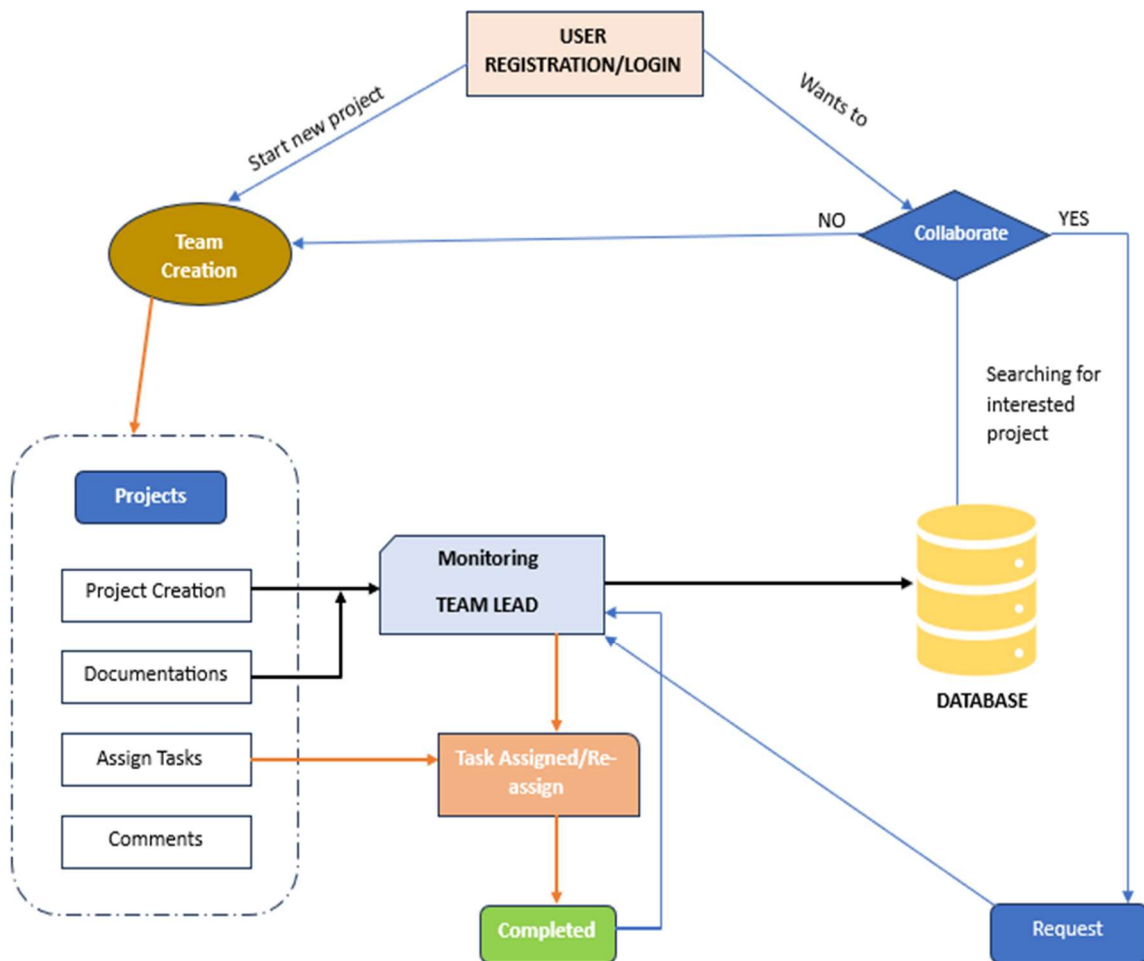 USER
REGISTRATION/LOGIN
Start new project
Wants to
Team
Creation
NO
Collaborate
YES
Searching for
interested
project
Projects
Project Creation
Documentations
Assign Tasks
Comments
Monitoring
TEAM LEAD
DATABASE
Task Assigned/Re-
assign
Completed
Request